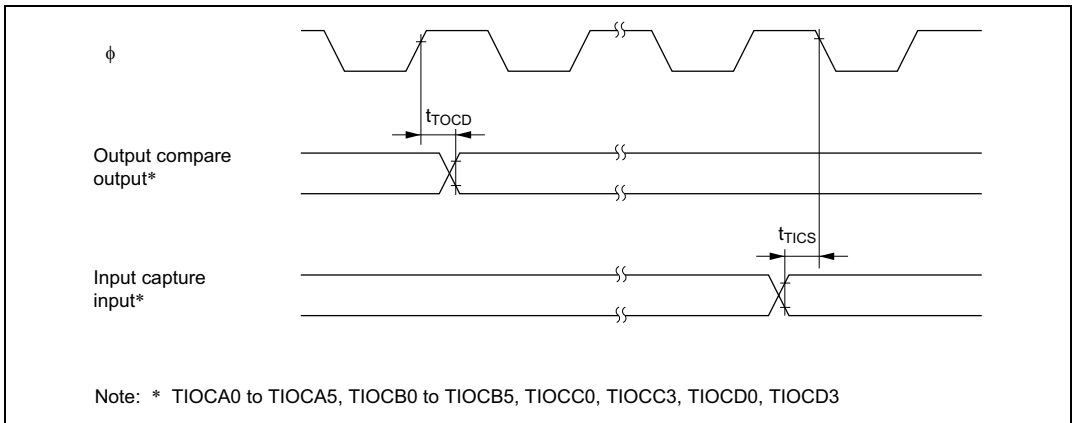 ϕ
tTOCD
Output compare
output*
tTICS
Input capture
input*
Note: * TIOCA0 to TIOCA5, TIOCB0 to TIOCB5, TIOCC0, TIOCC3, TIOCD0, TIOCD3